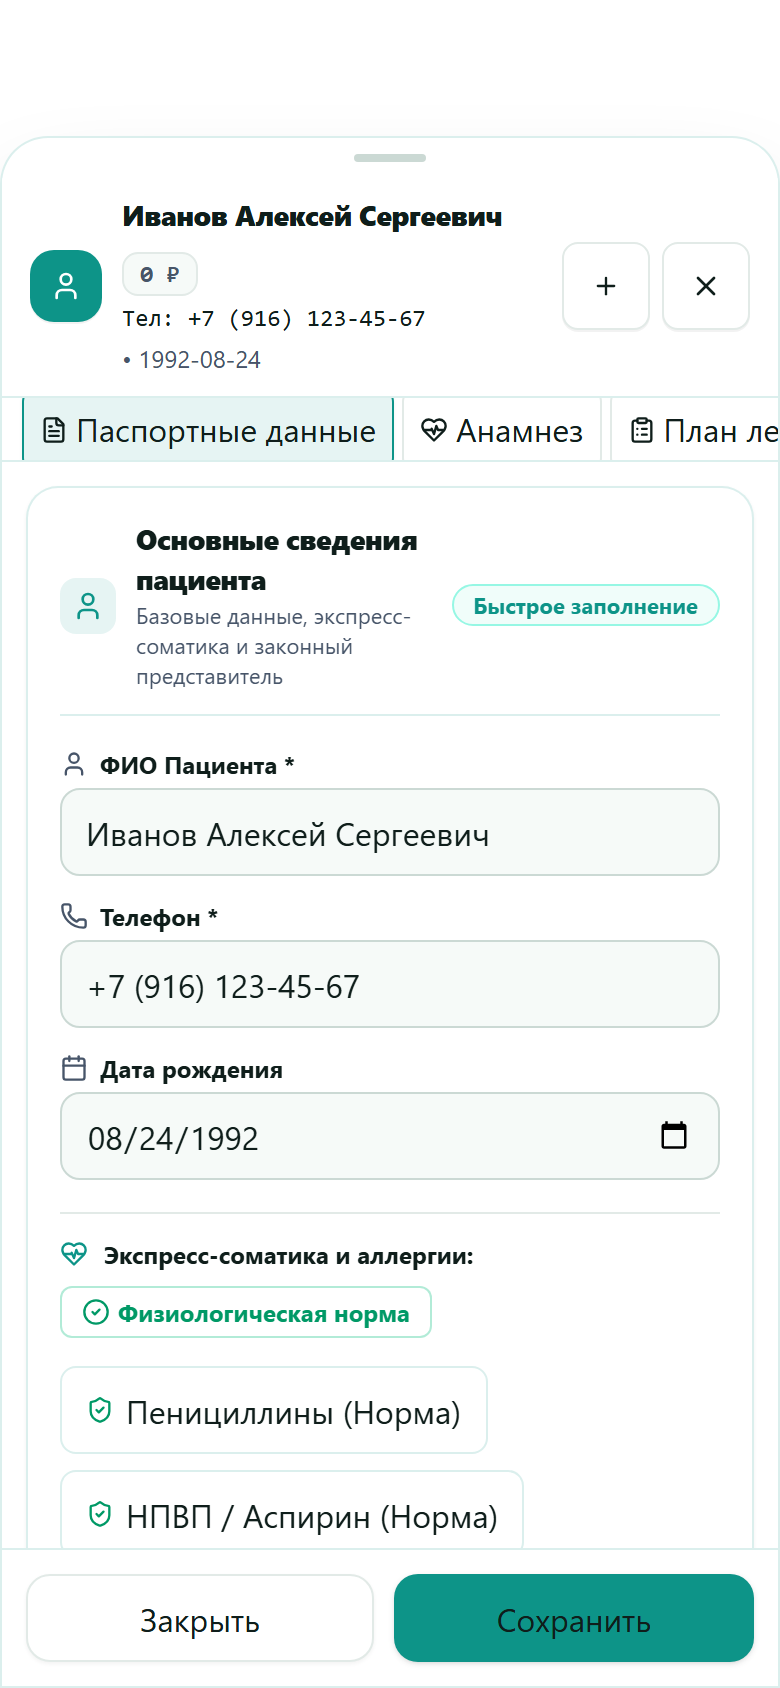 Иванов Алексей Сергеевич
0 ₽
Тел: +7 (916) 123-45-67
• 1992-08-24
Паспортные данные
Анамнез
План ле
Основные сведения
пациента
Базовые данные, экспресс-
соматика и законный
представитель
Быстрое заполнение
ФИО Пациента *
Иванов Алексей Сергеевич
Телефон *
+7 (916) 123-45-67
Дата рождения
08/24/1992
Экспресс-соматика и аллергии:
Физиологическая норма
Пенициллины (Норма)
НПВП / Аспирин (Норма)
Закрыть
Сохранить